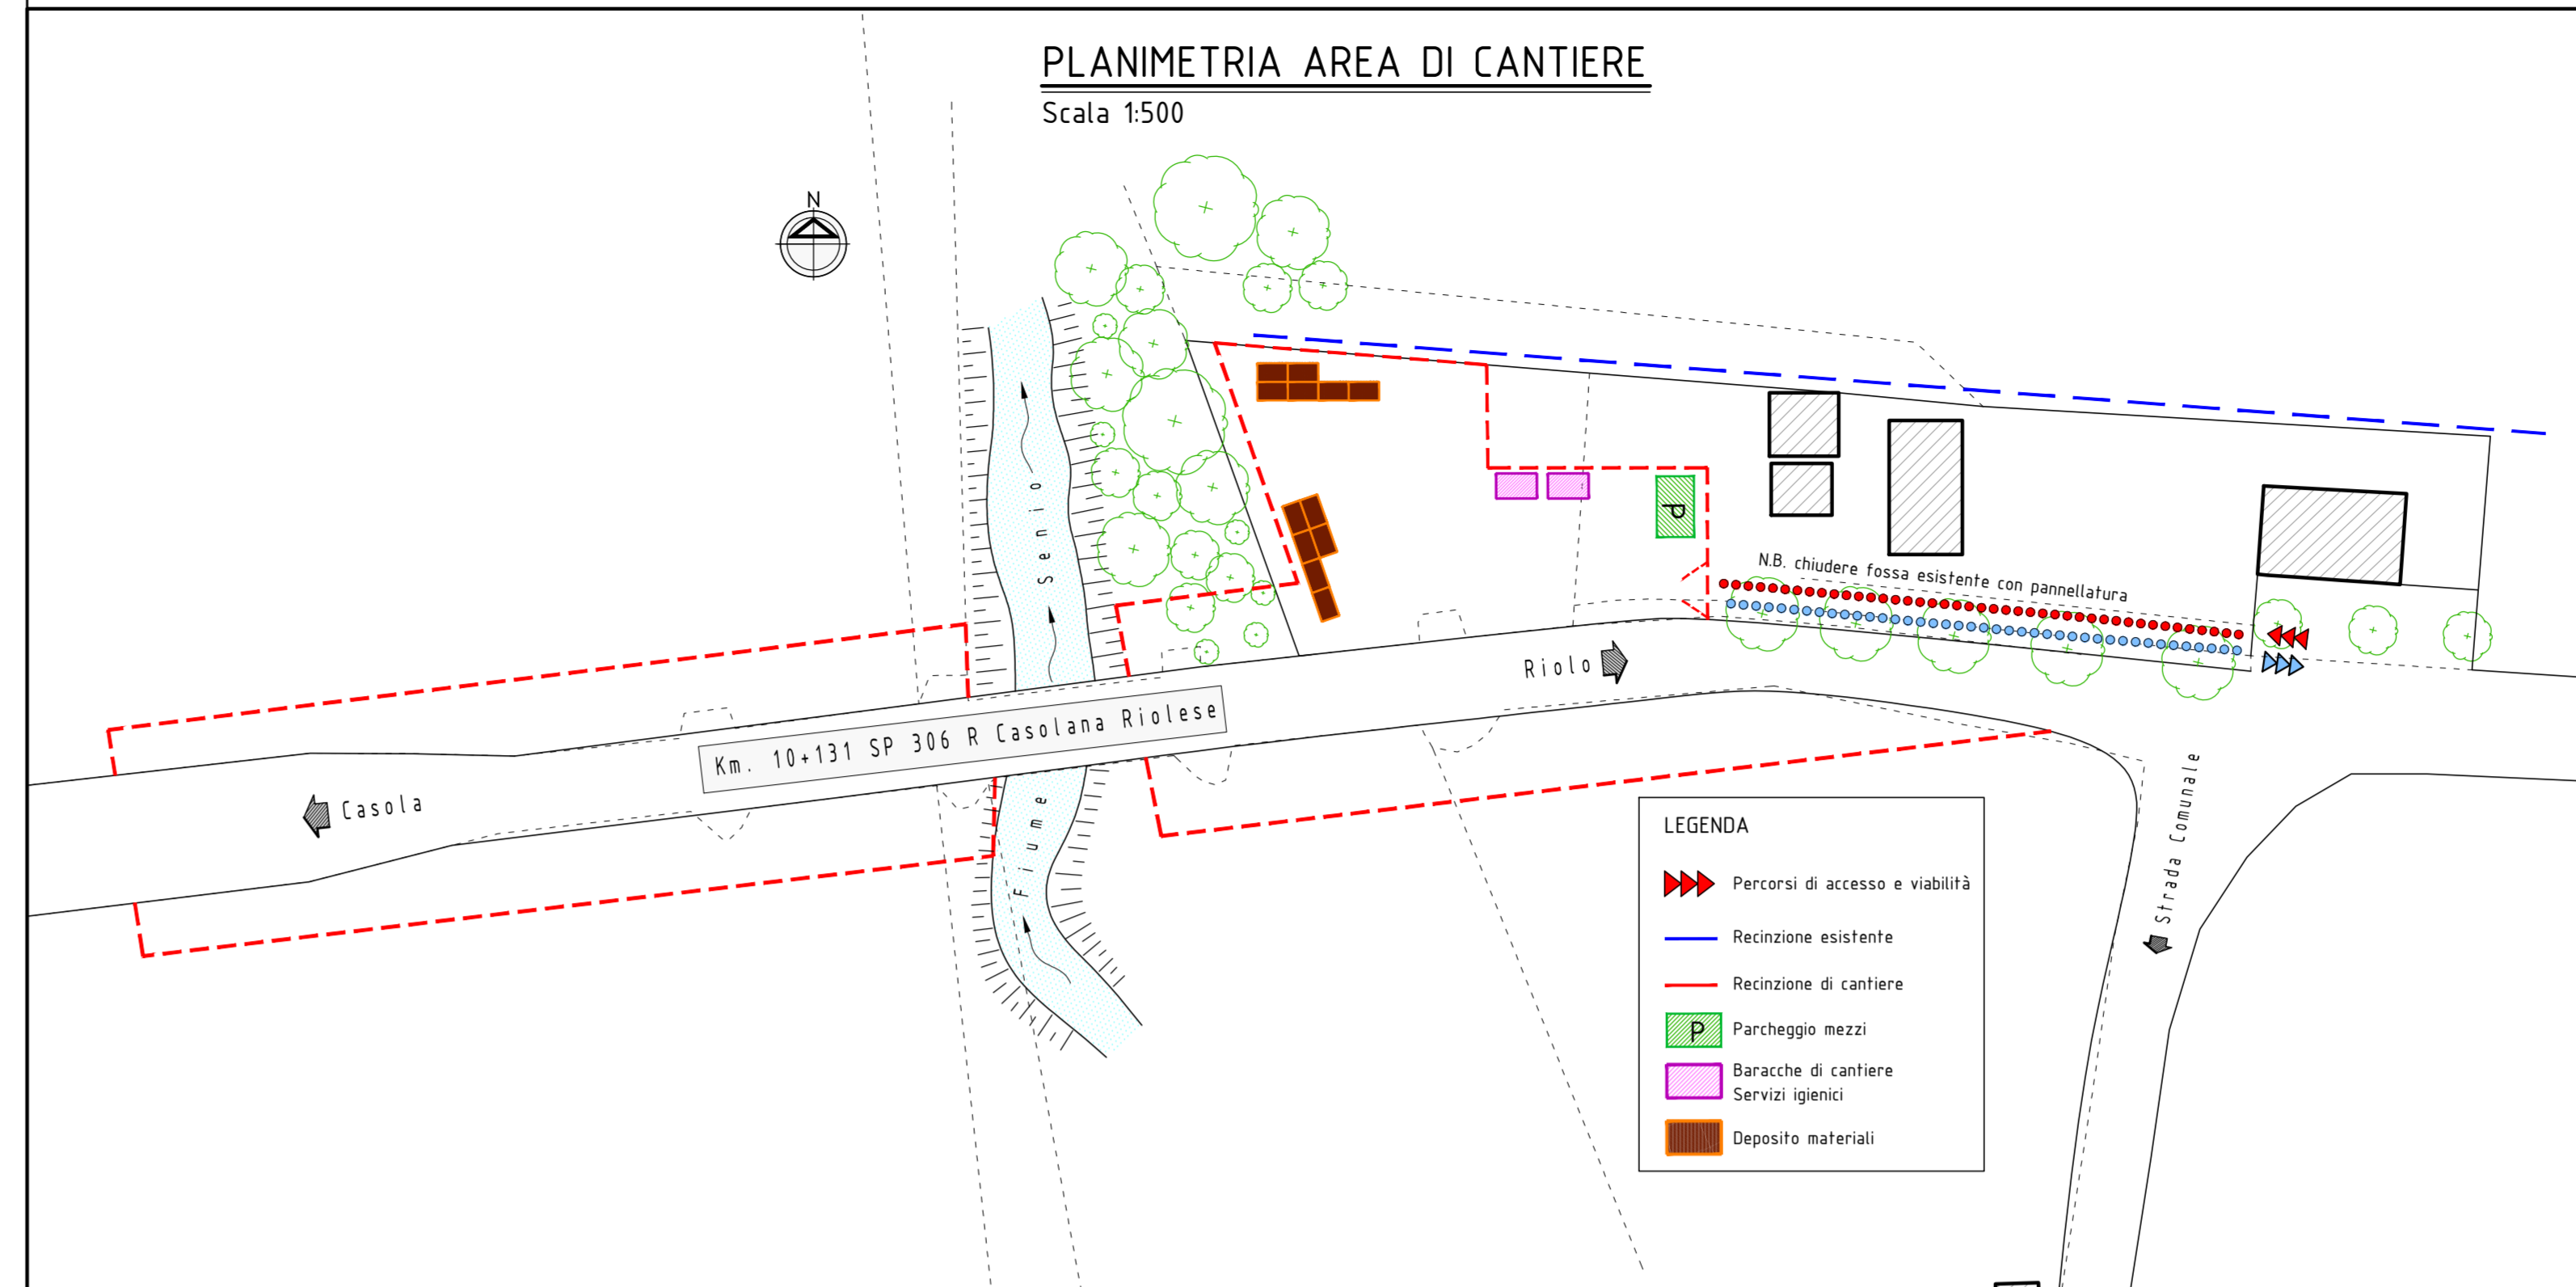 PLANIMETRIA AREA DI CANTIERE
Scala 1:500
N
Fiume Senio
P
N.B. chiudere fossa esistente con pannellatura
Riolo
Km. 10+131 SP 306 R Casolana Riolese
Casola
Strada Comunale
LEGENDA
Percorsi di accesso e viabilità
Recinzione esistente
Recinzione di cantiere
P
Parcheggio mezzi
Baracche di cantiere
Servizi igienici
Deposito materiali